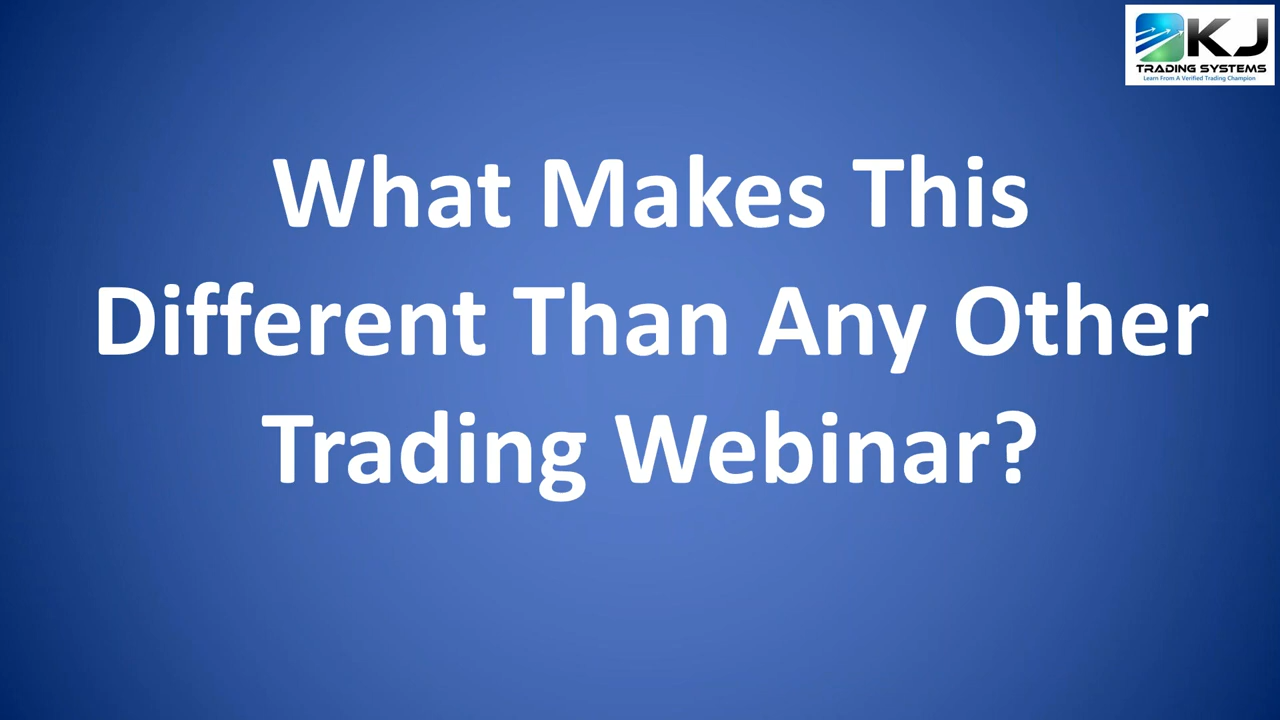 KJ
TRADING SYSTEMS
Learn From A Verified Trading Champion
What Makes This
Different Than Any Other
Trading Webinar?